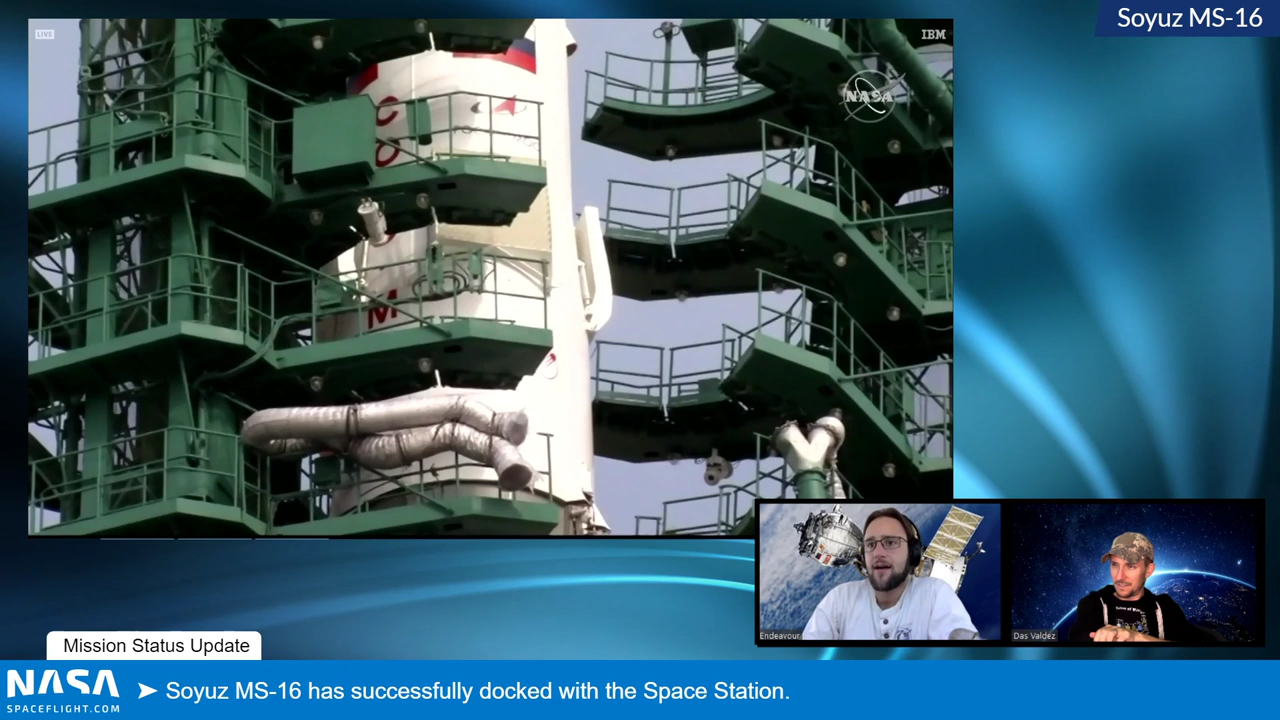 Soyuz MS-16
LIVE
IBM
NASA
С
О
М
Endeavour
Das Valdez
Mission Status Update
NASA
SPACEFLIGHT.COM
➤ Soyuz MS-16 has successfully docked with the Space Station.